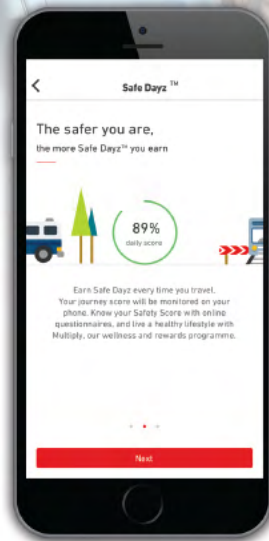 Safe Dayz ™
The safer you are,
the more Safe Dayz™ you earn
89%
daily score
Earn Safe Dayz every time you travel.
Your journey score will be monitored on your
phone. Know your Safety Score with online
questionnaires, and live a healthy lifestyle with
Multiply, our wellness and rewards programme.
Next